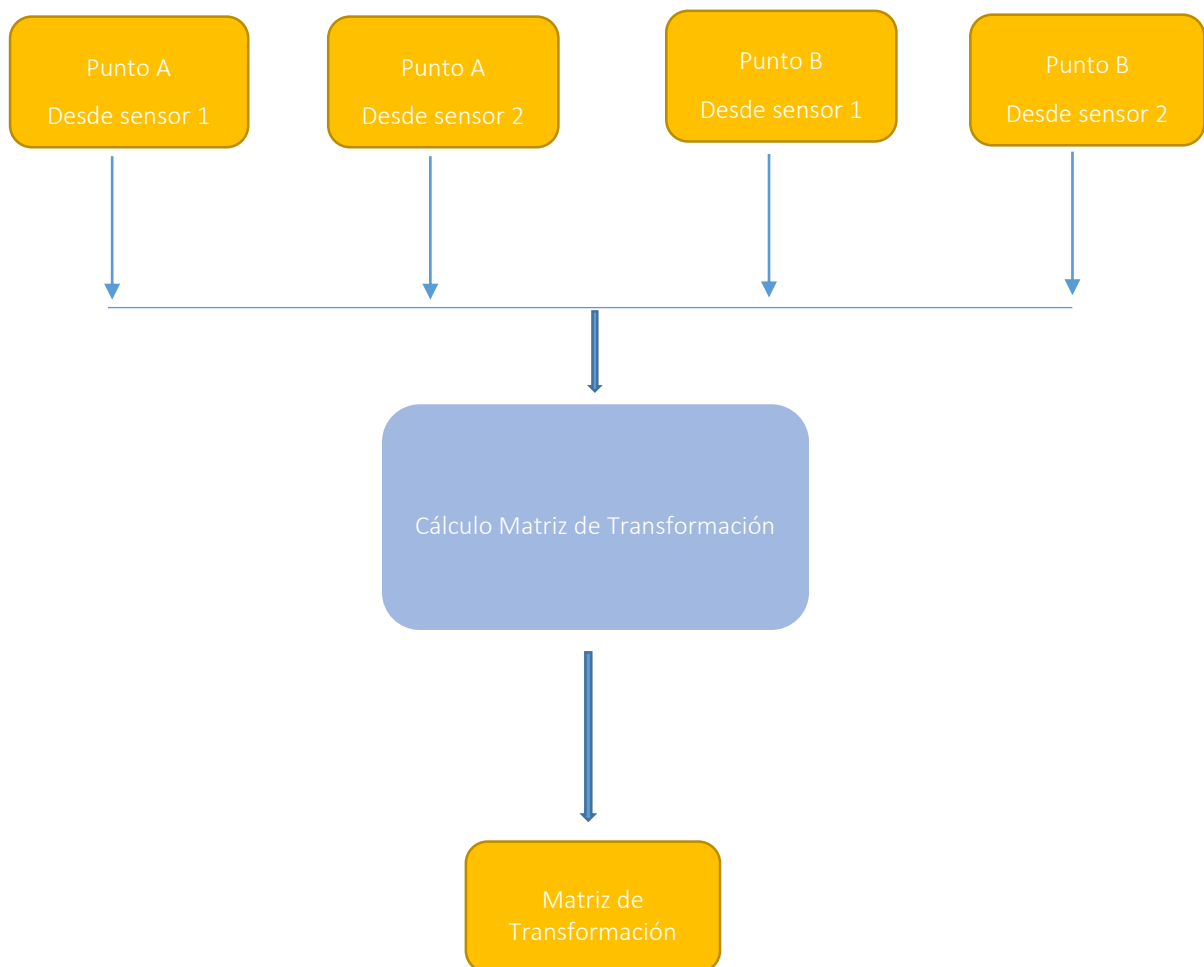 Punto A
Desde sensor 1
Punto A
Desde sensor 2
Punto B
Desde sensor 1
Punto B
Desde sensor 2
Cálculo Matriz de Transformación
Matriz de
Transformación